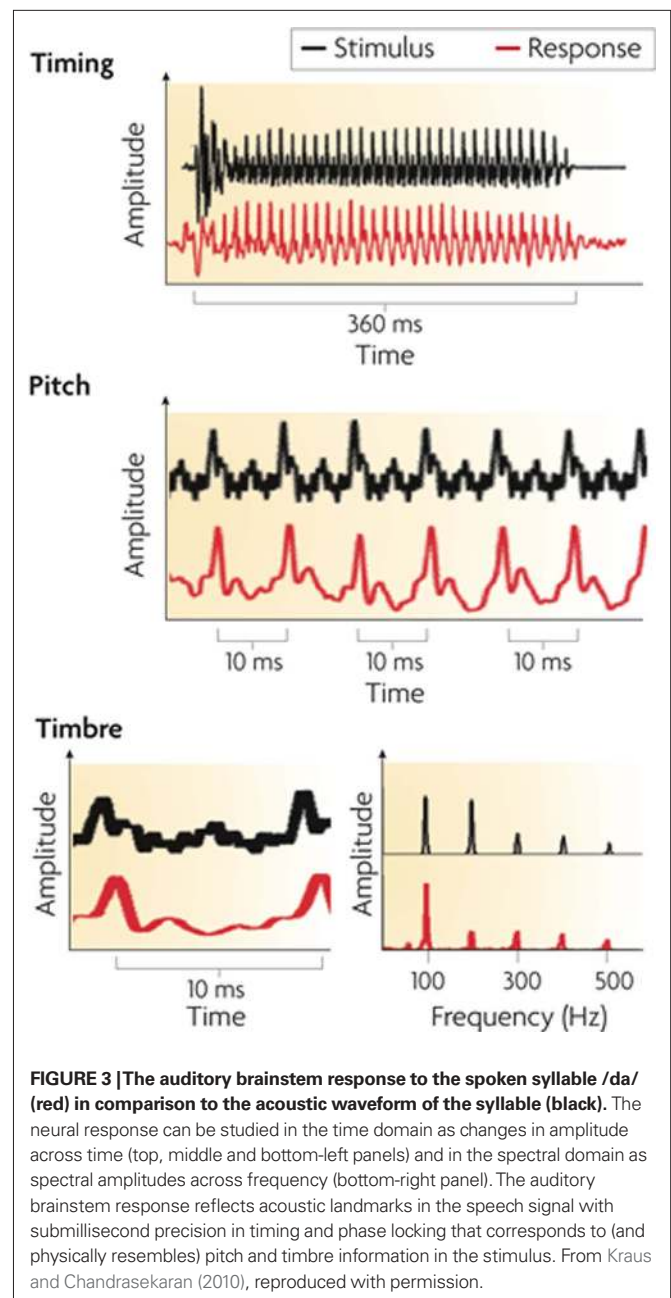 Stimulus Response
Timing
Amplitude
360 ms
Time
Pitch
Amplitude
10 ms 10 ms 10 ms
Time
Timbre
Amplitude
10 ms
Time
Amplitude
100 300 500
Frequency (Hz)
FIGURE 3 | The auditory brainstem response to the spoken syllable /da/
(red) in comparison to the acoustic waveform of the syllable (black). The
neural response can be studied in the time domain as changes in amplitude
across time (top, middle and bottom-left panels) and in the spectral domain as
spectral amplitudes across frequency (bottom-right panel). The auditory
brainstem response reflects acoustic landmarks in the speech signal with
submillisecond precision in timing and phase locking that corresponds to (and
physically resembles) pitch and timbre information in the stimulus. From Kraus
and Chandrasekaran (2010), reproduced with permission.